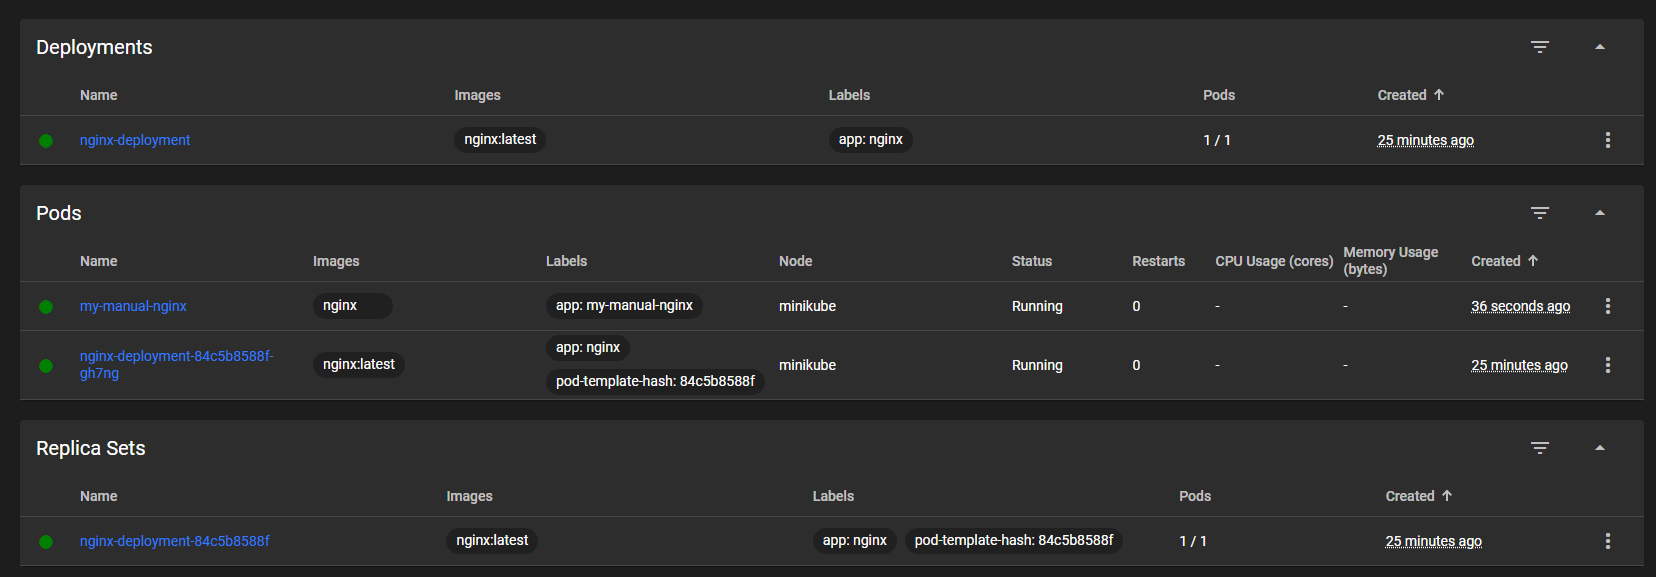 Deployments
Name Images Labels Pods Created
nginx-deployment nginx:latest app: nginx 1 / 1 25 minutes ago
Pods
Name Images Labels Node Status Restarts CPU Usage (cores) Memory Usage (bytes) Created
my-manual-nginx nginx app: my-manual-nginx minikube Running 0 - - 36 seconds ago
nginx-deployment-84c5b8588f-gh7ng nginx:latest app: nginx pod-template-hash: 84c5b8588f minikube Running 0 - - 25 minutes ago
Replica Sets
Name Images Labels Pods Created
nginx-deployment-84c5b8588f nginx:latest app: nginx pod-template-hash: 84c5b8588f 1 / 1 25 minutes ago